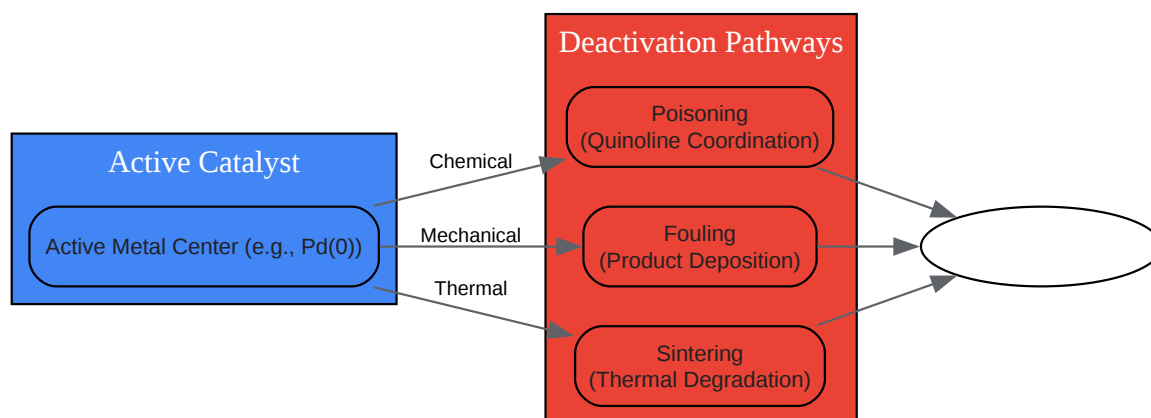 Deactivation Pathways
Poisoning
(Quinoline Coordination)
Active Catalyst
Chemical
Active Metal Center (e.g., Pd(0))
Mechanical
Fouling
(Product Deposition)
Thermal
Sintering
(Thermal Degradation)